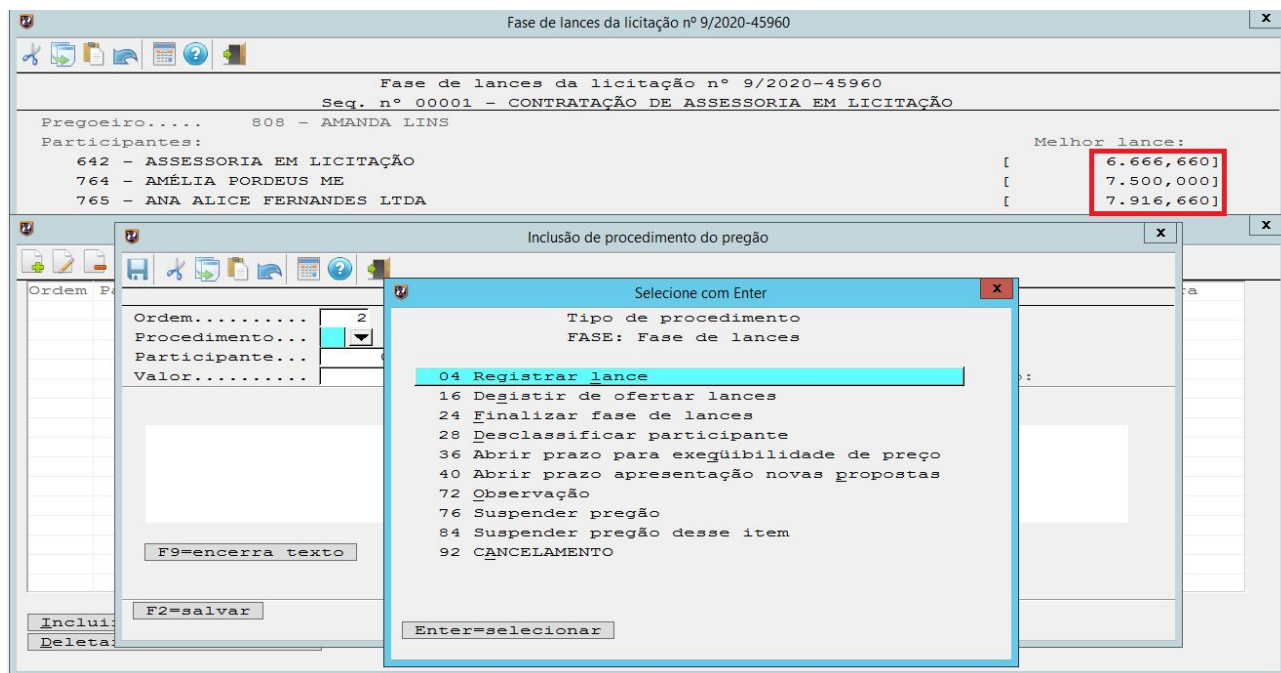 Fase de lances da licitação nº 9/2020-45960
x
Fase de lances da licitação nº 9/2020-45960
Seq. nº 00001 - CONTRATAÇÃO DE ASSESSORIA EM LICITAÇÃO
Pregoeiro..... 808 - AMANDA LINS
Participantes: Melhor lance:
642 - ASSESSORIA EM LICITAÇÃO [ 6.666,660]
764 - AMÉLIA PORDEUS ME [ 7.500,000]
765 - ANA ALICE FERNANDES LTDA [ 7.916,660]
x
Inclusão de procedimento do pregão
x
Ordem
Ordem.......... 2
Procedimento...
Participante...
Valor..........
F9=encerra texto
F2=salvar
Selecione com Enter
x
Tipo de procedimento
FASE: Fase de lances
04 Registrar lance
16 Desistir de ofertar lances
24 Finalizar fase de lances
28 Desclassificar participante
36 Abrir prazo para exeqüibilidade de preço
40 Abrir prazo apresentação novas propostas
72 Observação
76 Suspender pregão
84 Suspender pregão desse item
92 CANCELAMENTO
Enter=selecionar